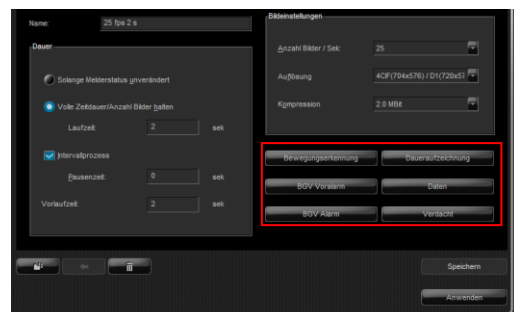 Name:
25 fps 2 s
Dauer
Solange Melderstatus unverändert
Volle Zeitdauer/Anzahl Bilder halten
Laufzeit:
2
sek
Intervallprozess
Pausenzeit:
0
sek
Vorlaufzeit:
2
sek
Bildeinstellungen
Anzahl Bilder / Sek:
25
Auflösung
4CIF(704x576) / D1(720x57
Kompression
2.0 MBit
Bewegungserkennung
Daueraufzeichnung
BGV Voralarm
Daten
BGV Alarm
Verdacht
Speichern
Anwenden